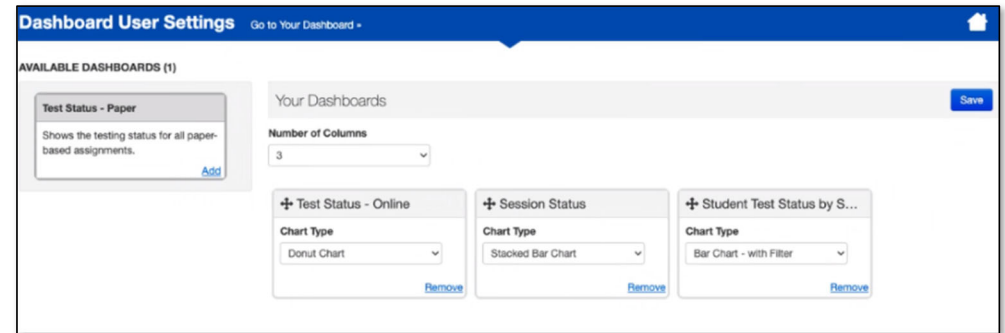 Dashboard User Settings Go to Your Dashboard »
AVAILABLE DASHBOARDS (1)
Test Status - Paper
Shows the testing status for all paper-
based assignments.
Add
Your Dashboards
Save
Number of Columns
3
Test Status - Online
Chart Type
Donut Chart
Remove
Session Status
Chart Type
Stacked Bar Chart
Remove
Student Test Status by S...
Chart Type
Bar Chart - with Filter
Remove